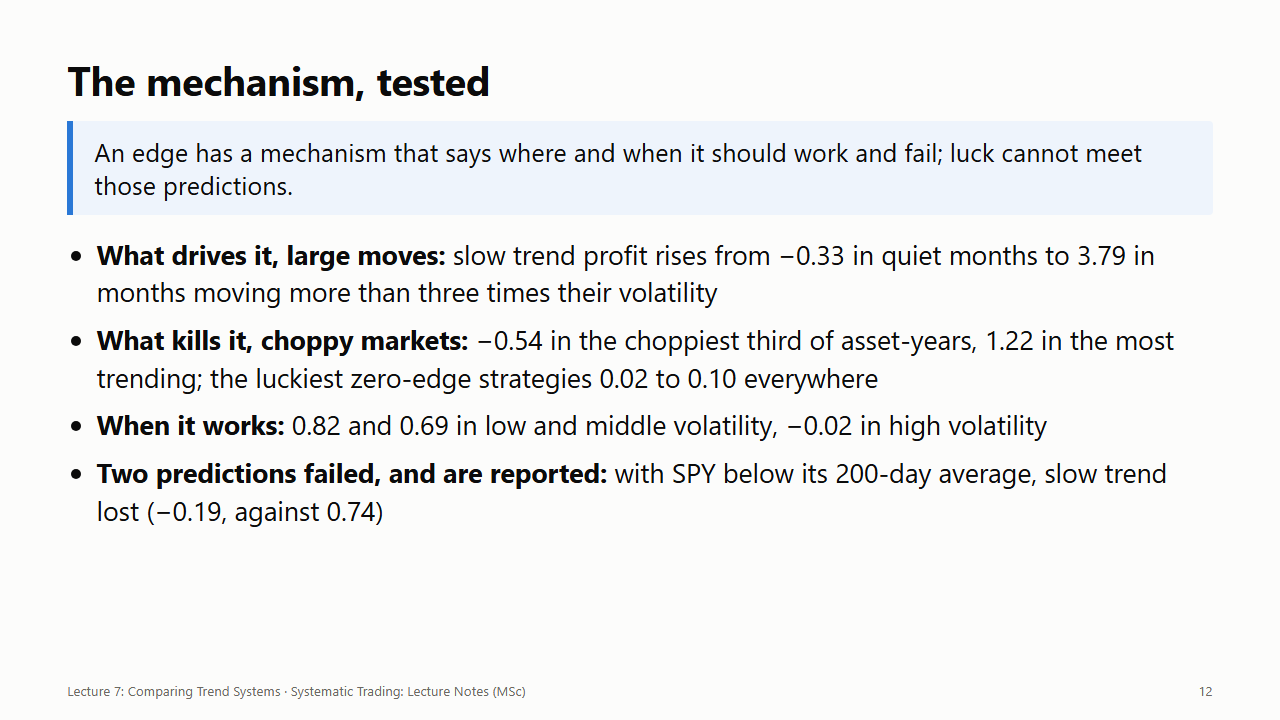 The mechanism, tested
An edge has a mechanism that says where and when it should work and fail; luck cannot meet
those predictions.
• What drives it, large moves: slow trend profit rises from −0.33 in quiet months to 3.79 in
months moving more than three times their volatility
• What kills it, choppy markets: −0.54 in the choppiest third of asset-years, 1.22 in the most
trending; the luckiest zero-edge strategies 0.02 to 0.10 everywhere
• When it works: 0.82 and 0.69 in low and middle volatility, −0.02 in high volatility
• Two predictions failed, and are reported: with SPY below its 200-day average, slow trend
lost (−0.19, against 0.74)
Lecture 7: Comparing Trend Systems · Systematic Trading: Lecture Notes (MSc)
12